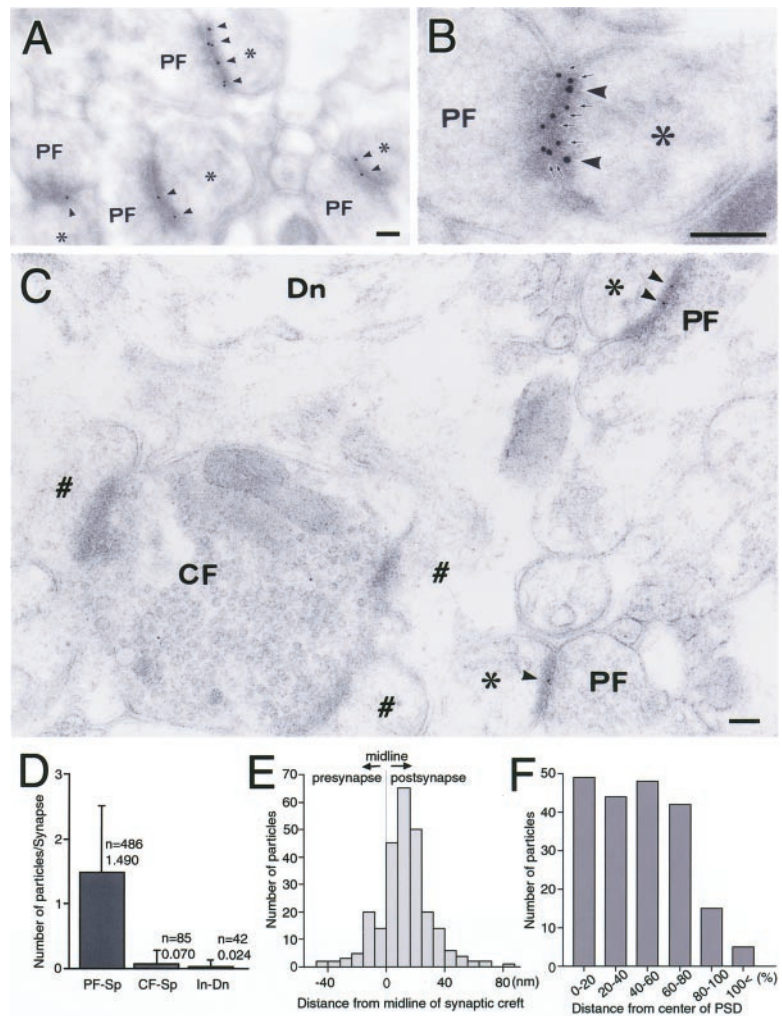 A
PF
*
PF
*
PF
*
PF
*
B
PF
*
C
Dn
*
PF
#
CF
#
*
PF
#
D
Number of particles/Synapse
3
2
1
0
n=486
1.490
n=85
0.070
n=42
0.024
PF-Sp CF-Sp In-Dn
E
midline
presynapse postsynapse
Number of particles
70
60
50
40
30
20
10
0
-40 0 40 80 (nm)
Distance from midline of synaptic creft
F
Number of particles
50
40
30
20
10
0
0-20 20-40 40-60 60-80 80-100 100< (%)
Distance from center of PSD